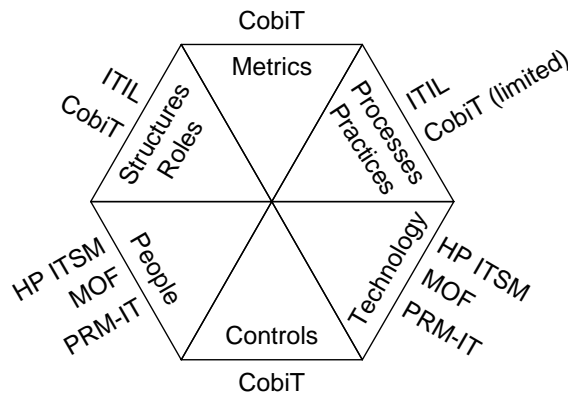 CobiT
Metrics
ITIL
CobiT
Structures
Roles
ITIL
CobiT (limited)
Processes
Practices
HP ITSM
MOF
PRM-IT
People
Technology
HP ITSM
MOF
PRM-IT
Controls
CobiT